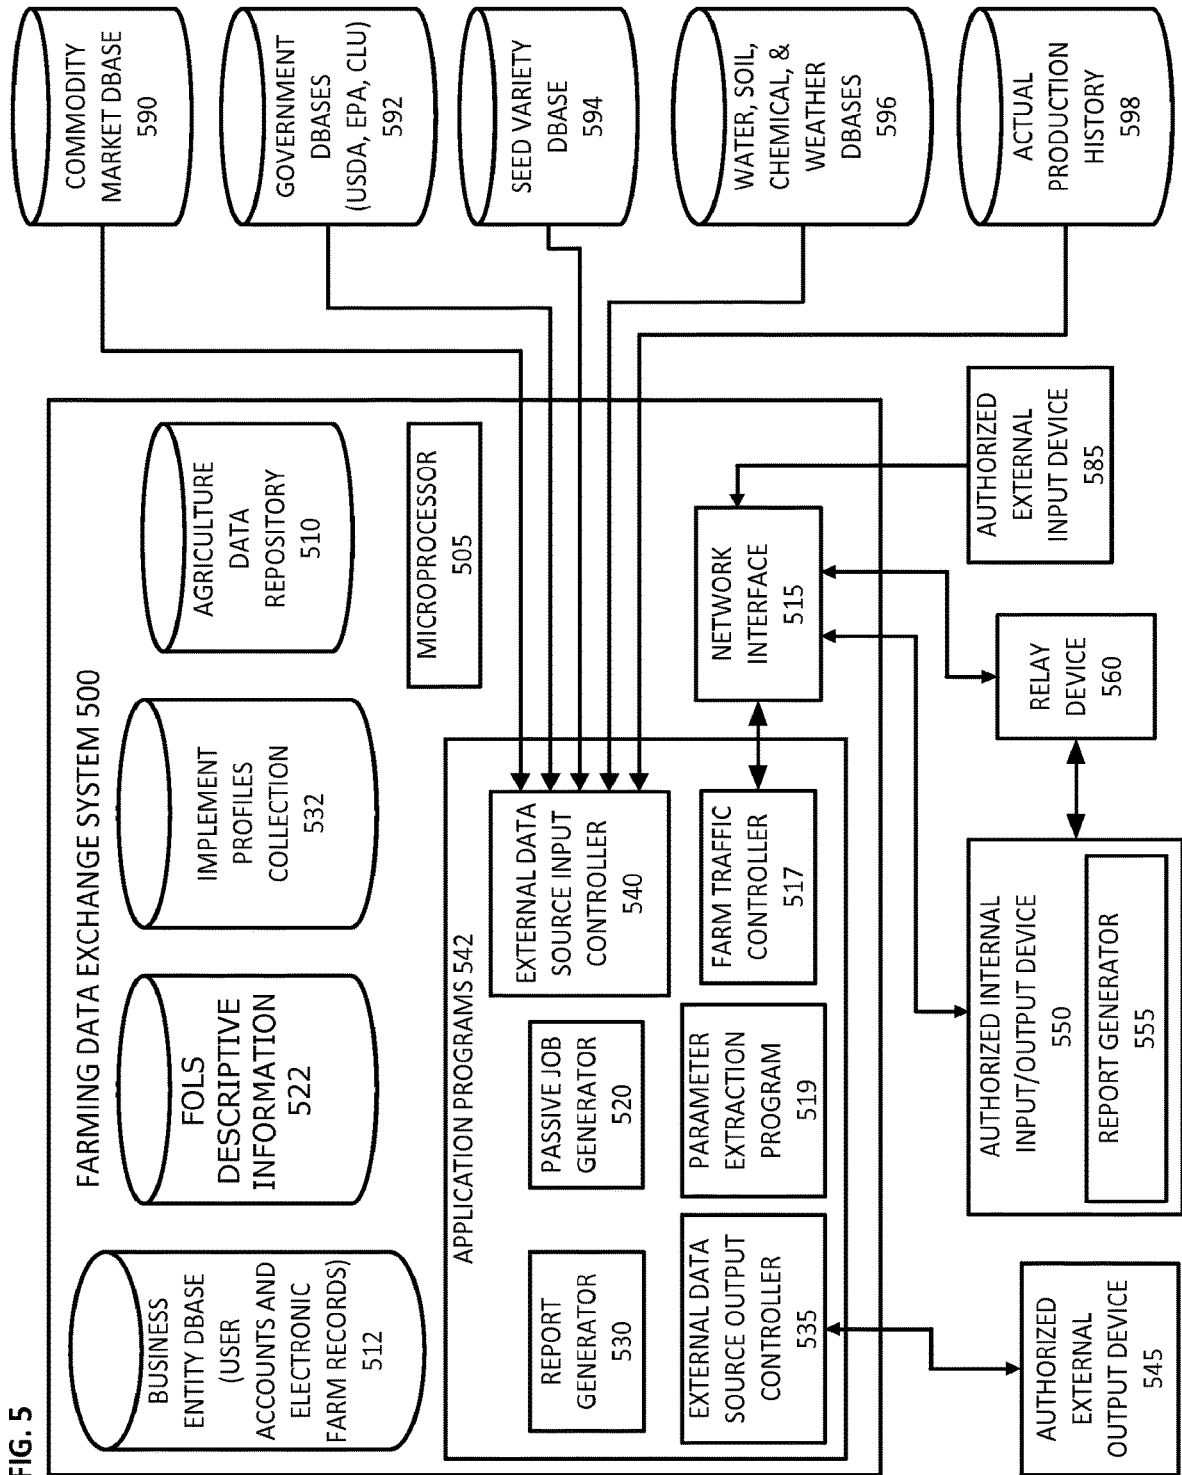 FIG. 5
FARMING DATA EXCHANGE SYSTEM 500
BUSINESS
ENTITY DBASE
(USER
ACCOUNTS AND
ELECTRONIC
FARM RECORDS)
512
FOLS
DESCRIPTIVE
INFORMATION
522
IMPLEMENT
PROFILES
COLLECTION
532
AGRICULTURE
DATA
REPOSITORY
510
MICROPROCESSOR
505
APPLICATION PROGRAMS 542
REPORT
GENERATOR
530
PASSIVE JOB
GENERATOR
520
EXTERNAL DATA
SOURCE INPUT
CONTROLLER
540
EXTERNAL DATA
SOURCE OUTPUT
CONTROLLER
535
PARAMETER
EXTRACTION
PROGRAM
519
FARM TRAFFIC
CONTROLLER
517
NETWORK
INTERFACE
515
AUTHORIZED
EXTERNAL
OUTPUT DEVICE
545
AUTHORIZED INTERNAL
INPUT/OUTPUT DEVICE
550
REPORT GENERATOR
555
RELAY
DEVICE
560
AUTHORIZED
EXTERNAL
INPUT DEVICE
585
COMMODITY
MARKET DBASE
590
GOVERNMENT
DBASES
(USDA, EPA, CLU)
592
SEED VARIETY
DBASE
594
WATER, SOIL,
CHEMICAL, &
WEATHER
DBASES
596
ACTUAL
PRODUCTION
HISTORY
598